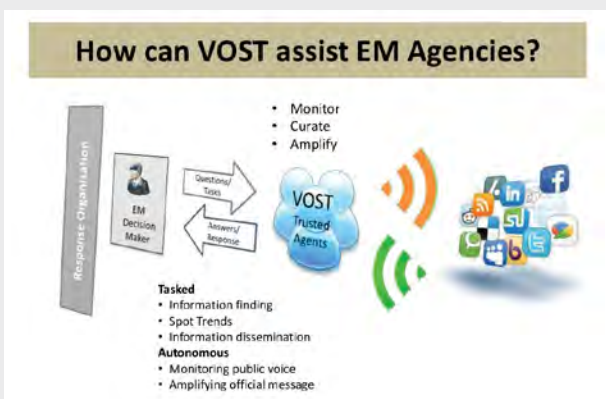 How can VOST assist EM Agencies?
• Monitor
• Curate
• Amplify
Response Organisation
EM
Decision
Maker
Questions/
Tasks
Answers/
Response
VOST
Trusted
Agents
Tasked
• Information finding
• Spot Trends
• Information dissemination
Autonomous
• Monitoring public voice
• Amplifying official message